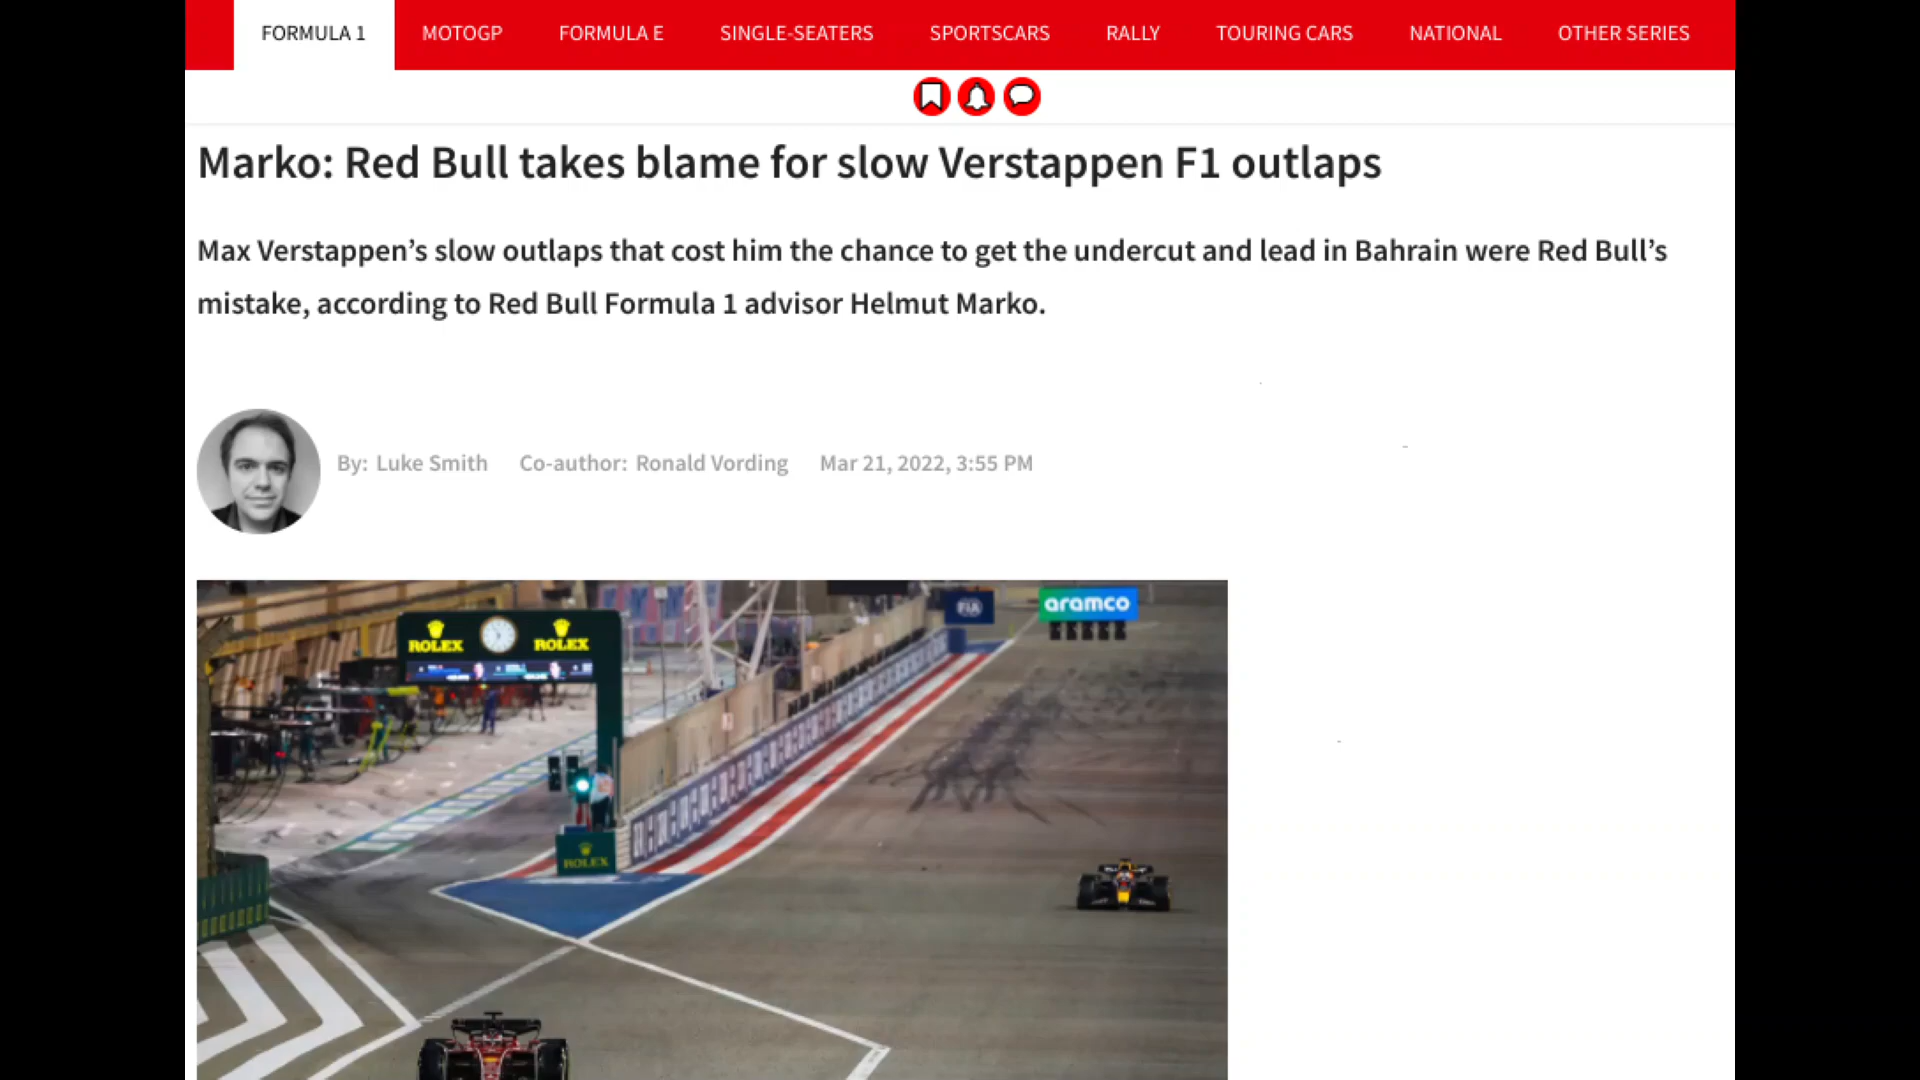 FORMULA 1 MOTOGP FORMULA E SINGLE-SEATERS SPORTSCARS RALLY TOURING CARS NATIONAL OTHER SERIES
Marko: Red Bull takes blame for slow Verstappen F1 outlaps
Max Verstappen’s slow outlaps that cost him the chance to get the undercut and lead in Bahrain were Red Bull’s
mistake, according to Red Bull Formula 1 advisor Helmut Marko.
By: Luke Smith Co-author: Ronald Vording Mar 21, 2022, 3:55 PM
FIA
aramco
ROLEX ROLEX
ROLEX